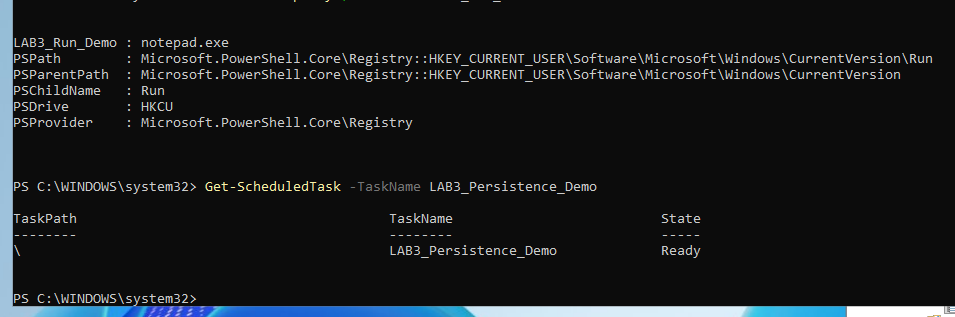 LAB3_Run_Demo : notepad.exe
PSPath        : Microsoft.PowerShell.Core\Registry::HKEY_CURRENT_USER\Software\Microsoft\Windows\CurrentVersion\Run
PSParentPath  : Microsoft.PowerShell.Core\Registry::HKEY_CURRENT_USER\Software\Microsoft\Windows\CurrentVersion
PSChildName   : Run
PSDrive       : HKCU
PSProvider    : Microsoft.PowerShell.Core\Registry
PS C:\WINDOWS\system32> Get-ScheduledTask -TaskName LAB3_Persistence_Demo
TaskPath                                       TaskName                          State
--------                                       --------                          -----
\                                              LAB3_Persistence_Demo             Ready
PS C:\WINDOWS\system32>